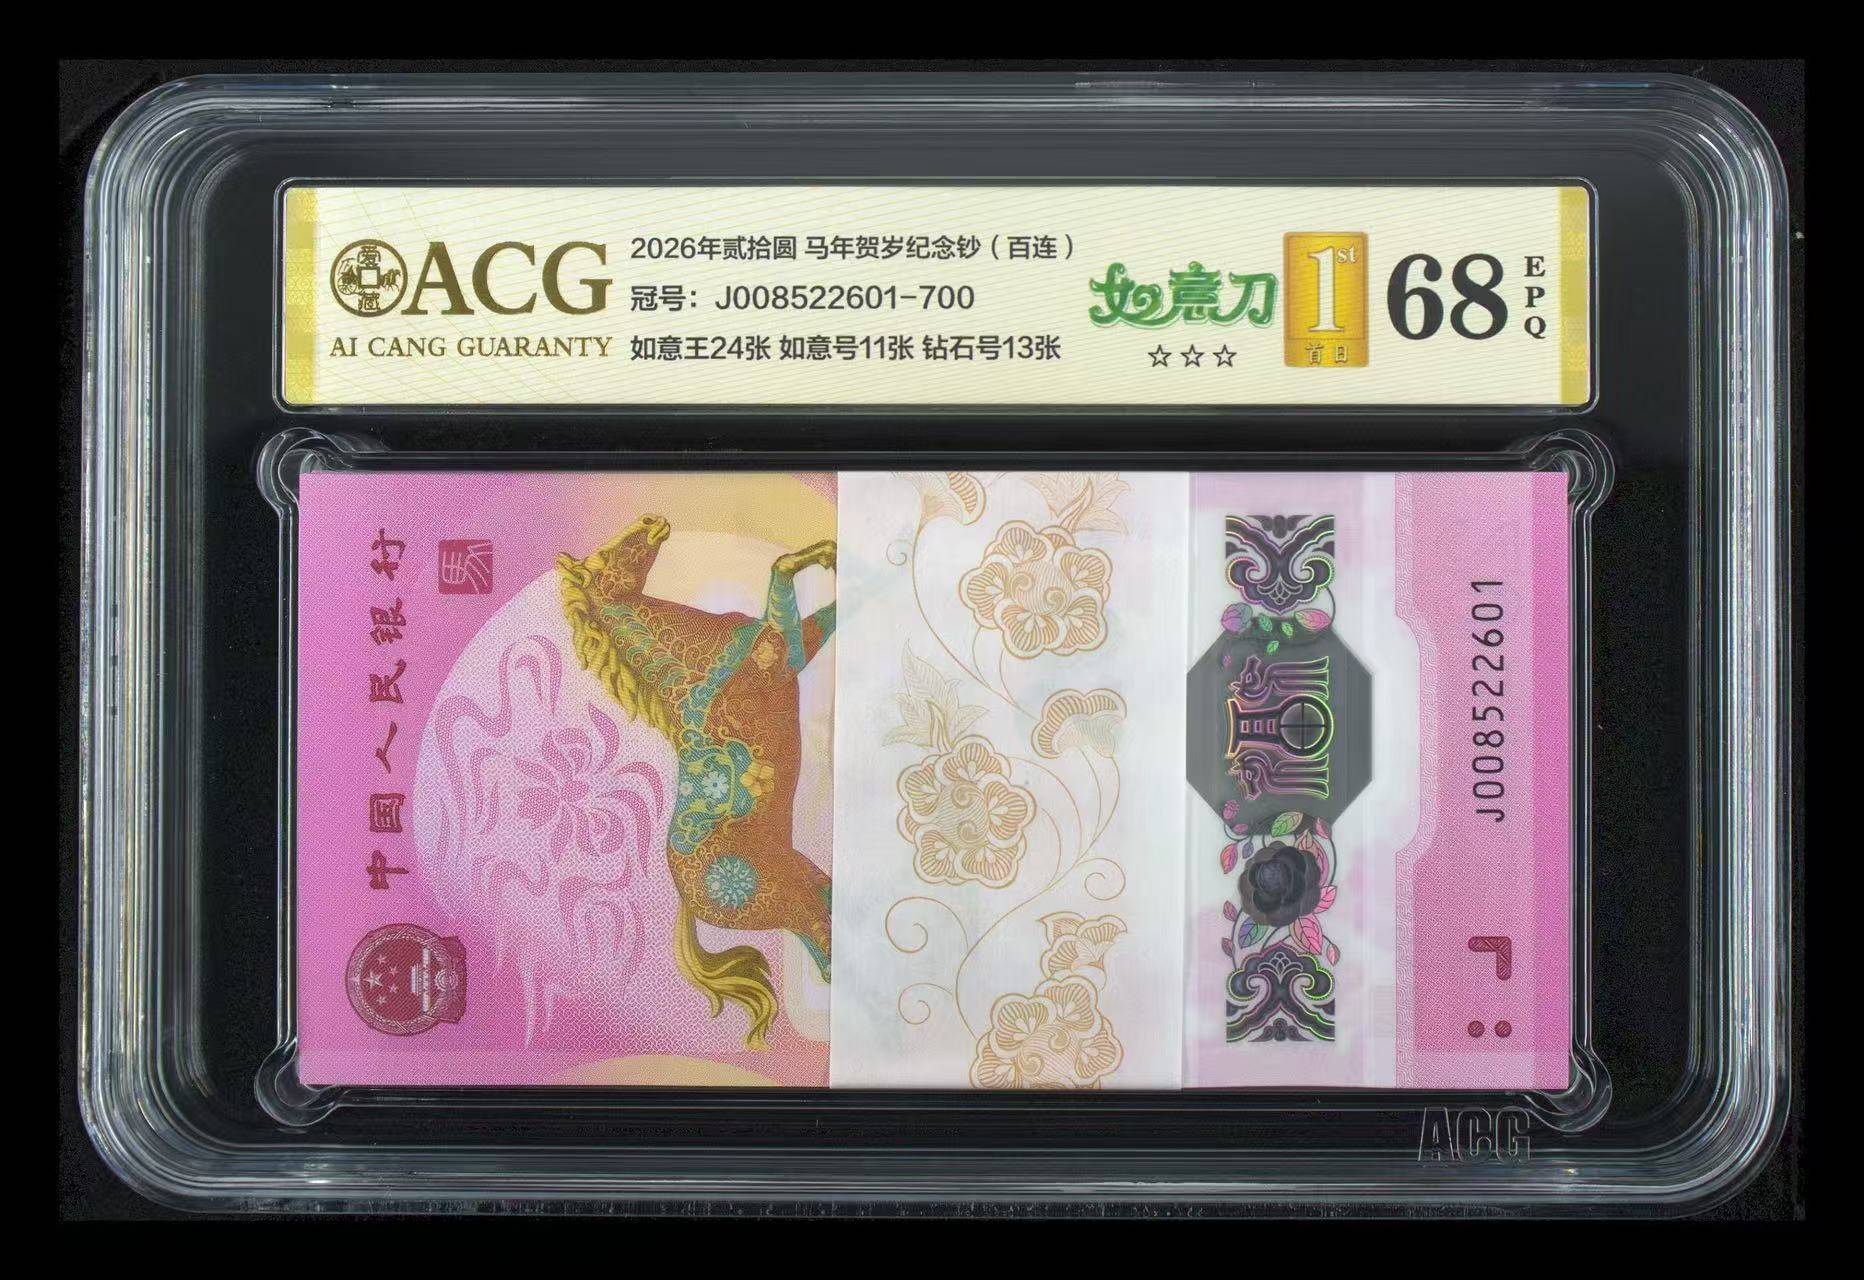 ACG
AI CANG GUARANTY
爱藏
2026年贰拾圆 马年贺岁纪念钞（百连）
冠号：J008522601-700
如意王24张 如意号11张 钻石号13张
如意刀
☆☆☆
1st
首日
68
EPQ
中国人民银行
J008522601
ACG